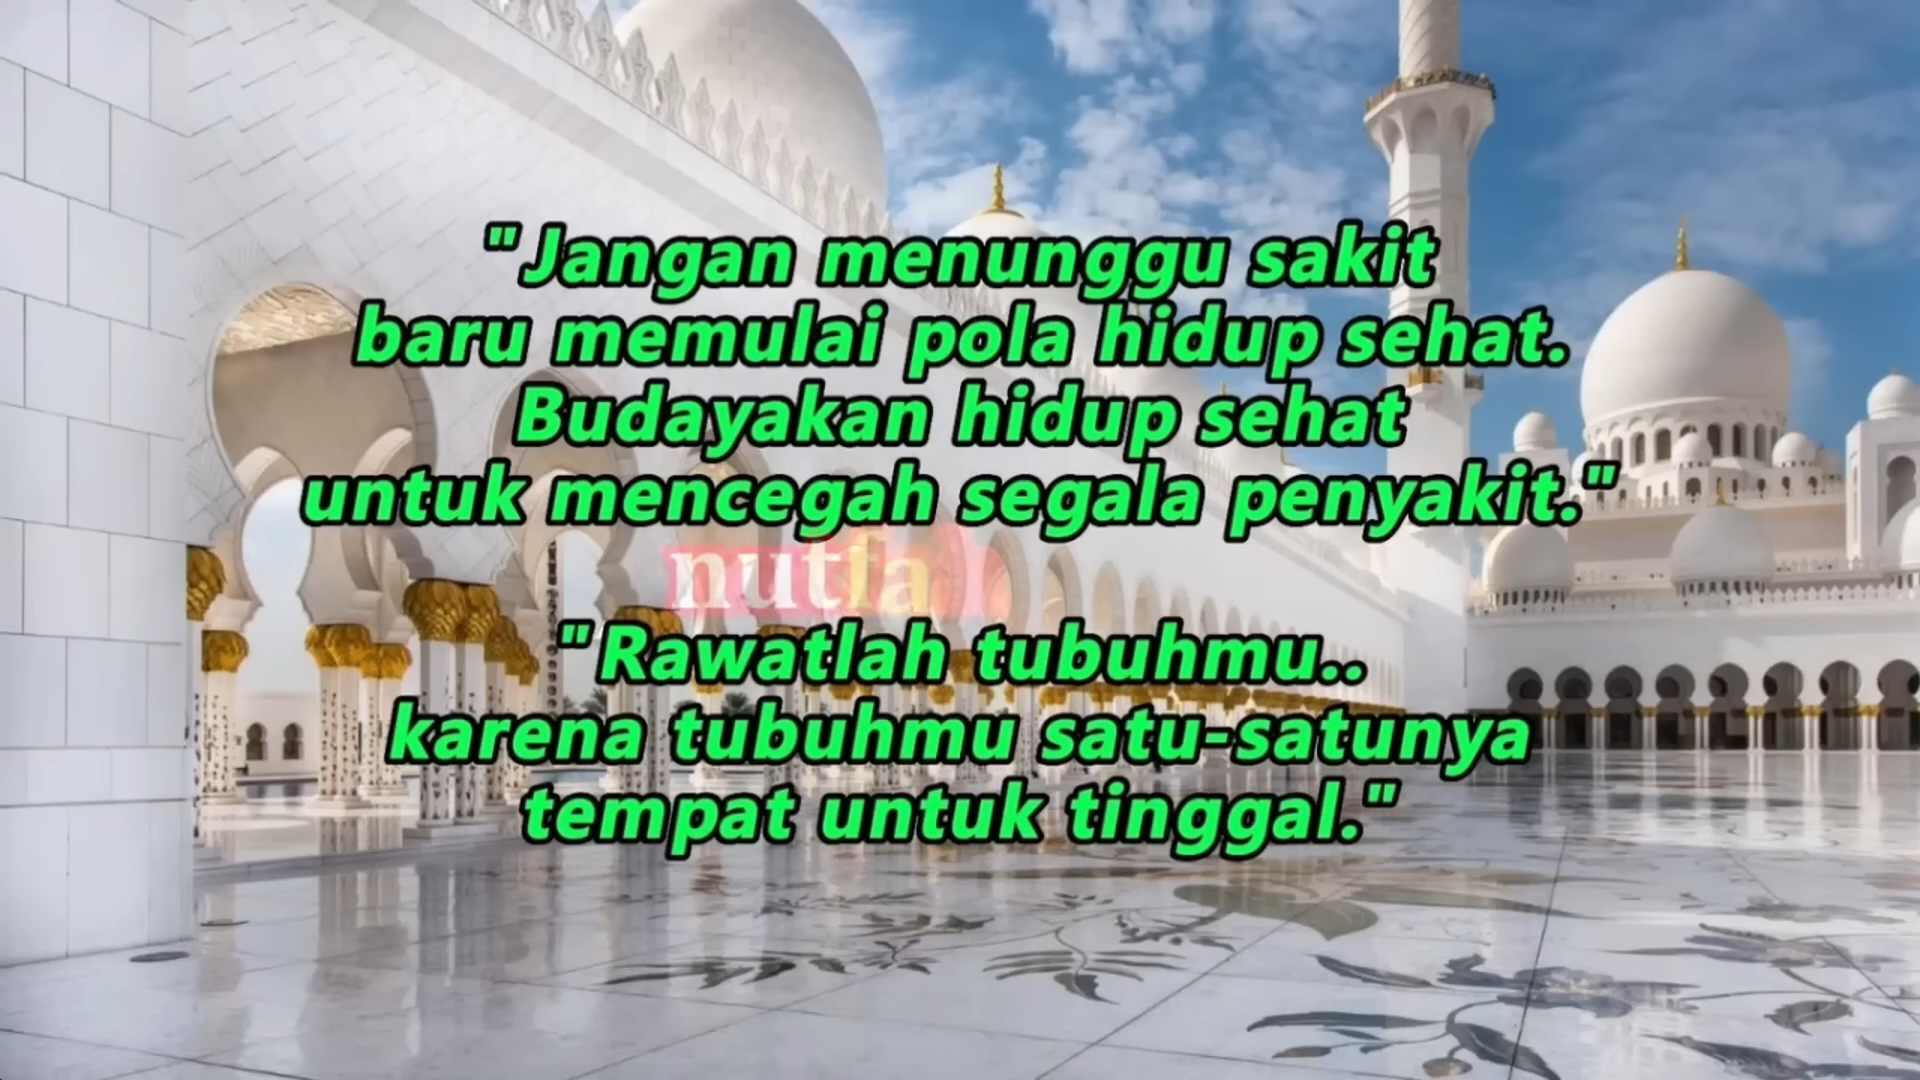 "Jangan menunggu sakit
baru memulai pola hidup sehat.
Budayakan hidup sehat
untuk mencegah segala penyakit."
nutfa
"Rawatlah tubuhmu..
karena tubuhmu satu-satunya
tempat untuk tinggal."